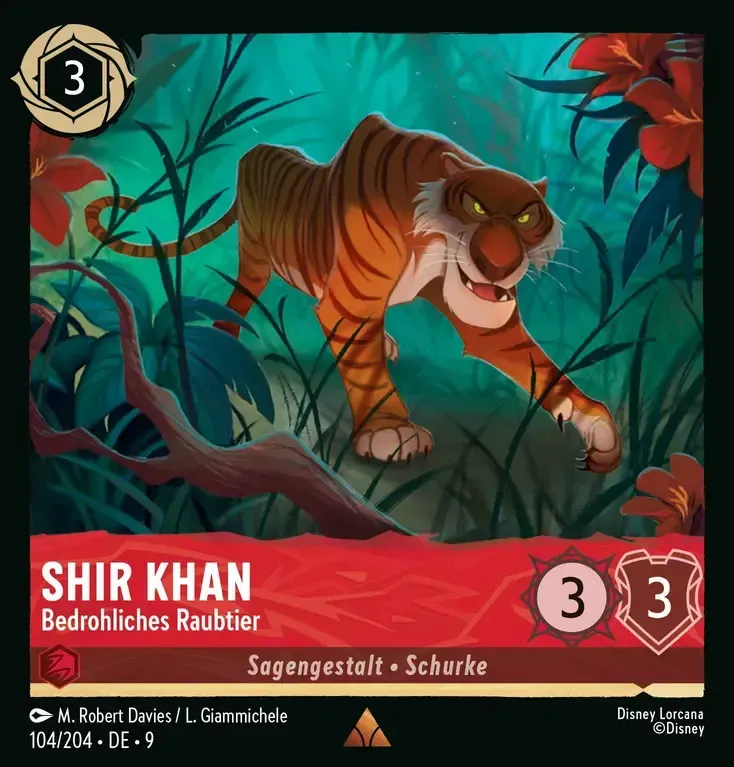 3
SHIR KHAN
Bedrohliches Raubtier
3
3
Sagengestalt • Schurke
M. Robert Davies / L. Giammichele
Disney Lorcana
©Disney
104/204 • DE • 9